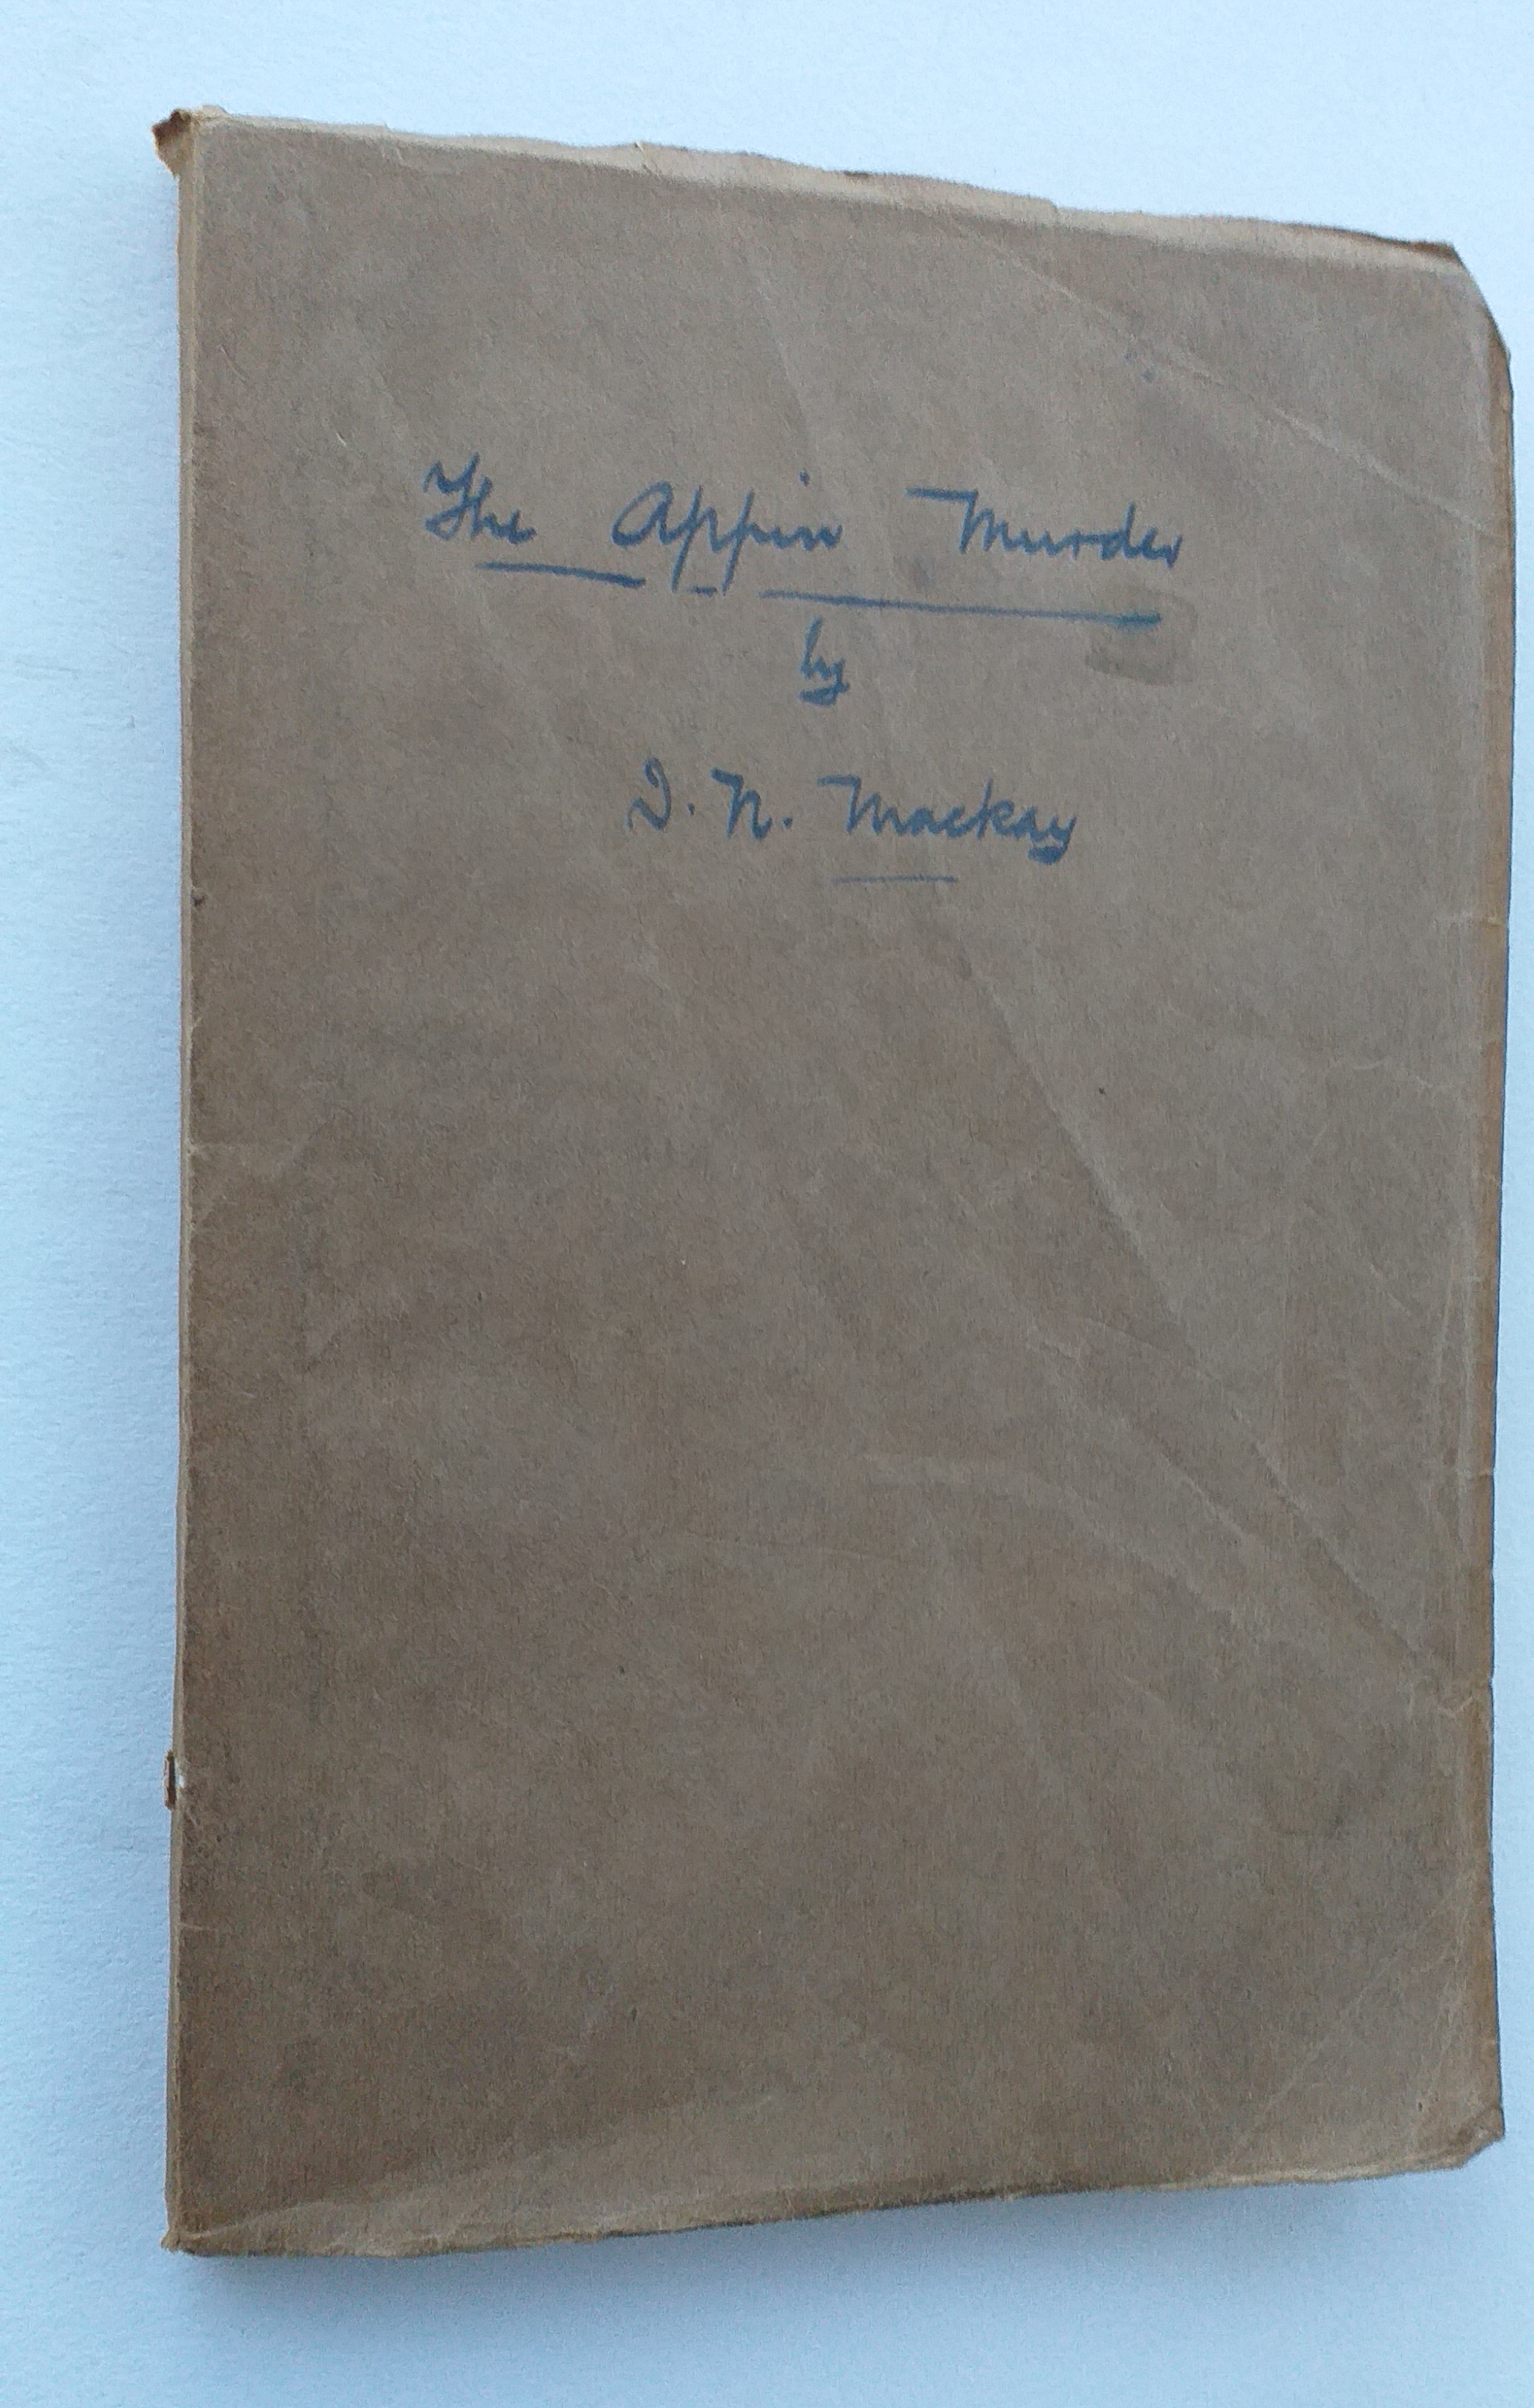 The Appin Murder
by
D. N. Mackay